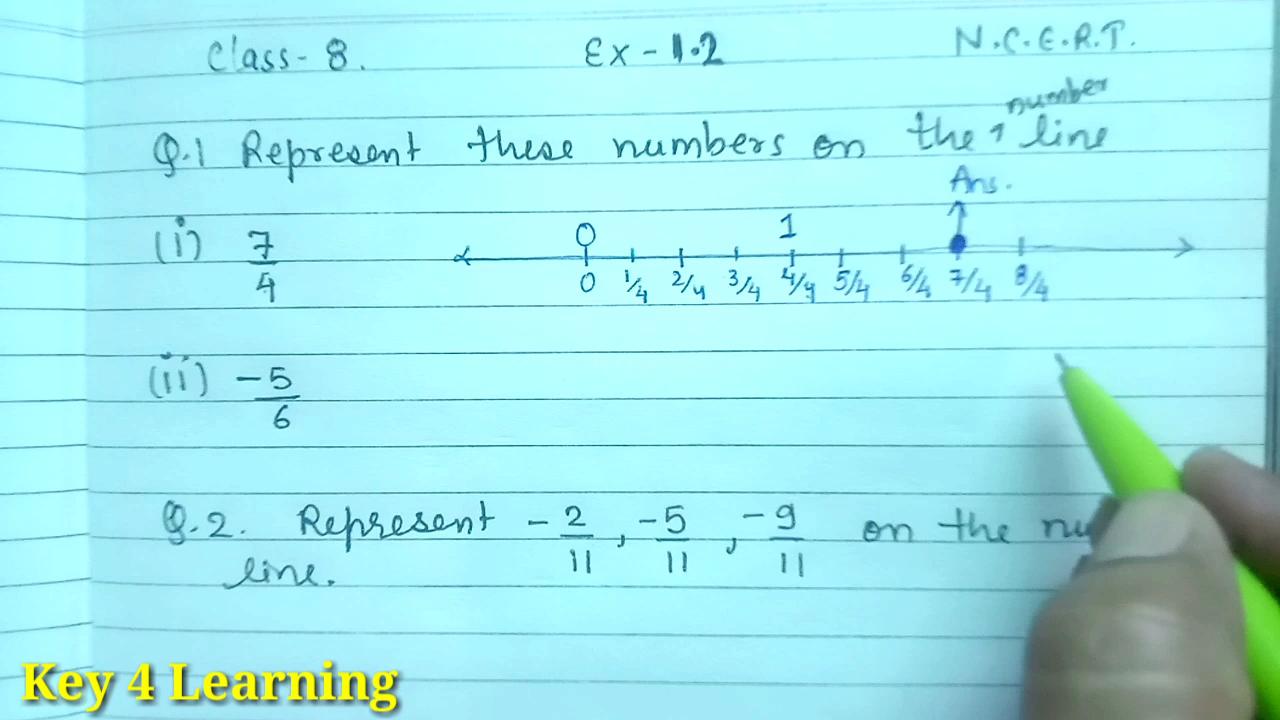 Class- 8. Ex - 1.2 N.C.E.R.T.
Q.1 Represent these numbers on the ↑ number line
Ans.
(i) 7/4 0 1
0 1/4 2/4 3/4 4/4 5/4 6/4 7/4 8/4
(ii) -5/6
Q.2. Represent -2/11, -5/11, -9/11 on the
line.
Key 4 Learning